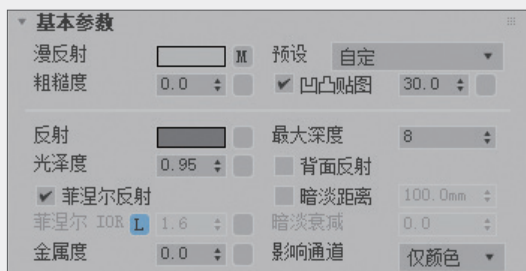 基本参数
漫反射 M 预设 自定
粗糙度 0.0 凹凸贴图 30.0
反射 最大深度 8
光泽度 0.95 背面反射
菲涅尔反射 暗淡距离 100.0mm
菲涅尔 IOR L 1.6 暗淡衰减 0.0
金属度 0.0 影响通道 仅颜色